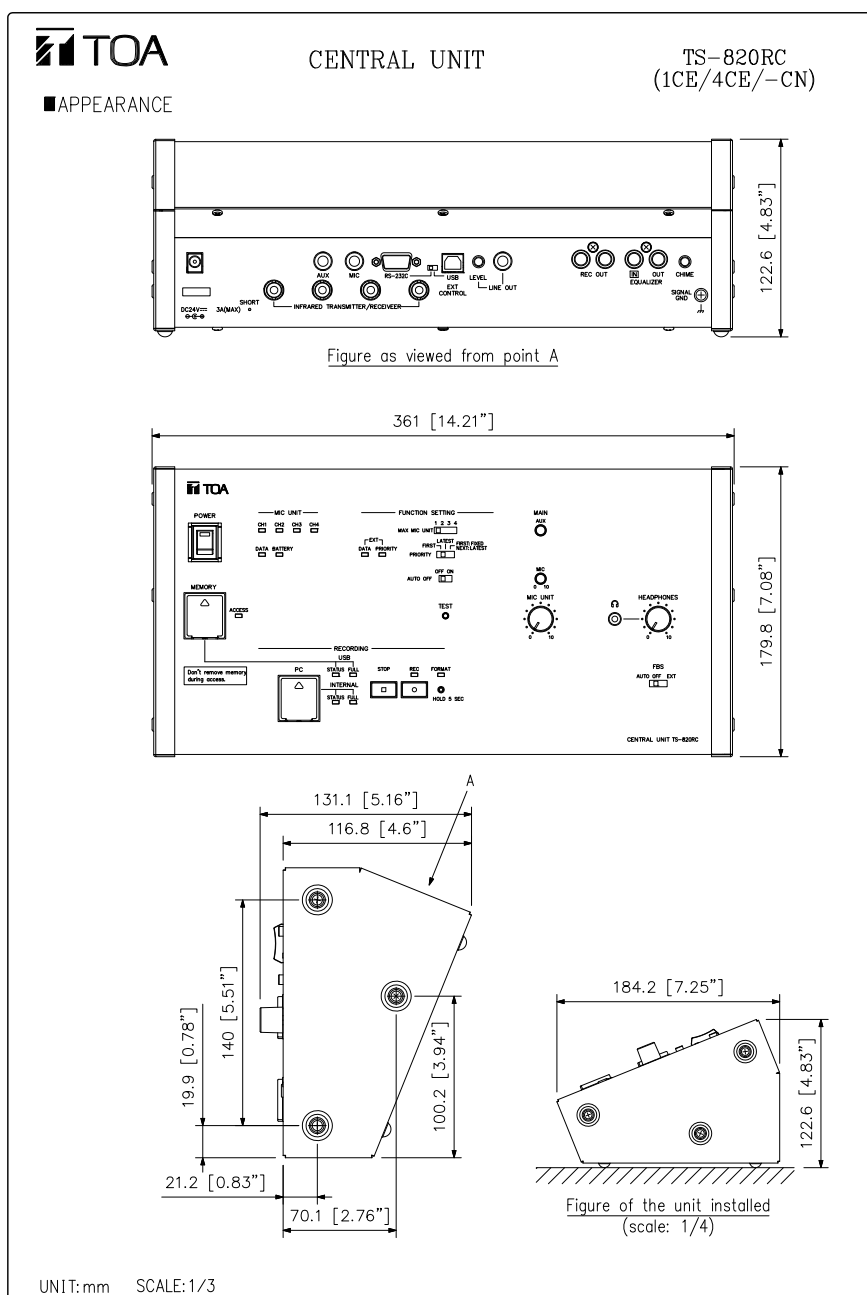 TOA
CENTRAL UNIT
TS-820RC
(1CE/4CE/-CN)
■APPEARANCE
122.6 [4.83"]
AUX
MIC
RS-232C
USB
EXT
CONTROL
LEVEL
LINE OUT
REC OUT
IN
OUT
EQUALIZER
CHIME
SIGNAL
GND
DC24V
3A(MAX)
SHORT
INFRARED TRANSMITTER/RECEIVEER
Figure as viewed from point A
361 [14.21"]
TOA
POWER
MIC UNIT
CH1 CH2 CH3 CH4
DATA BATTERY
FUNCTION SETTING
1 2 3 4
MAX MIC UNIT
EXT
DATA PRIORITY
LATEST
FIRST
FIRST:FIXED
NEXT:LATEST
PRIORITY
OFF ON
AUTO OFF
MAIN
AUX
MIC
0 10
MIC UNIT
0 10
HEADPHONES
0 10
MEMORY
ACCESS
TEST
RECORDING
USB
STATUS FULL
Don't remove memory
during access.
PC
INTERNAL
STATUS FULL
STOP
REC
FORMAT
HOLD 5 SEC
FBS
AUTO OFF EXT
CENTRAL UNIT TS-820RC
179.8 [7.08"]
A
131.1 [5.16"]
116.8 [4.6"]
140 [5.51"]
19.9 [0.78"]
100.2 [3.94"]
21.2 [0.83"]
70.1 [2.76"]
184.2 [7.25"]
122.6 [4.83"]
Figure of the unit installed
(scale: 1/4)
UNIT:mm SCALE:1/3